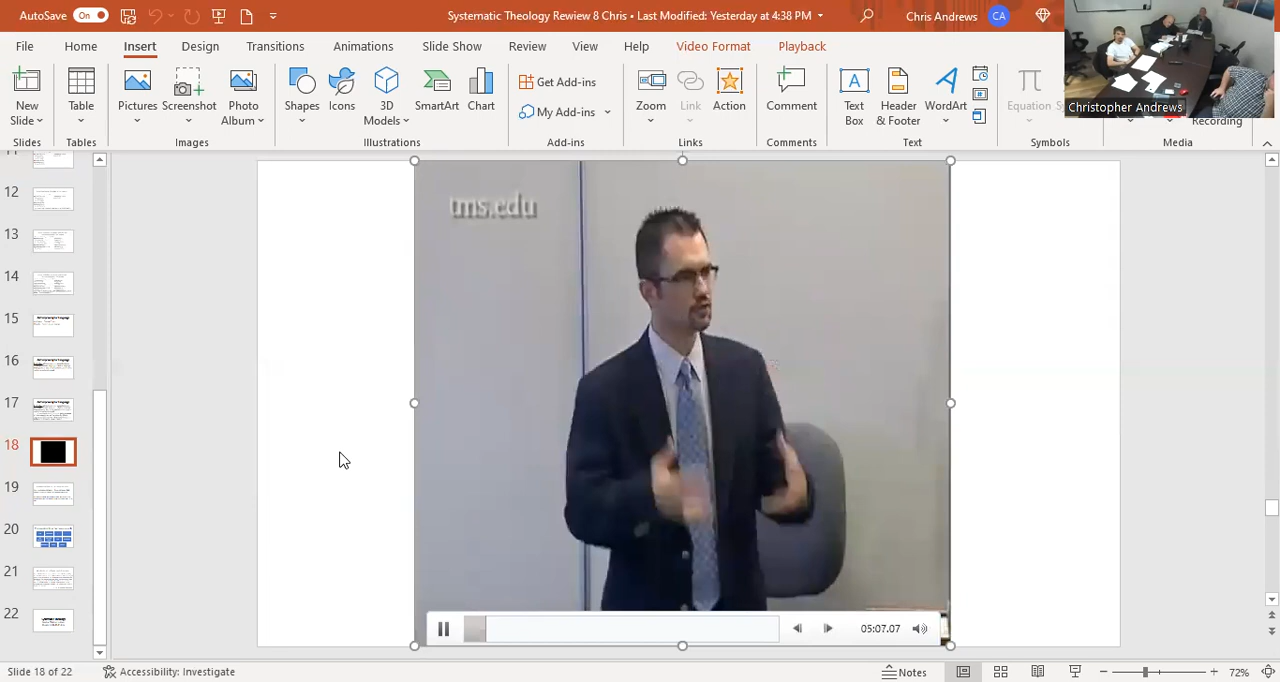 AutoSave On Systematic Theology Rewiew 8 Chris • Last Modified: Yesterday at 4:38 PM Chris Andrews CA
File Home Insert Design Transitions Animations Slide Show Review View Help Video Format Playback
New Slide Table Pictures Screenshot Photo Album Shapes Icons 3D Models SmartArt Chart Get Add-ins My Add-ins Zoom Link Action Comment Text Box Header & Footer WordArt Equation Recording
Slides Tables Images Illustrations Add-ins Links Comments Text Symbols Media
Christopher Andrews
tms.edu
12
13
14
15
16
17
18
19
20
21
22
05:07.07
Slide 18 of 22 Accessibility: Investigate Notes 72%